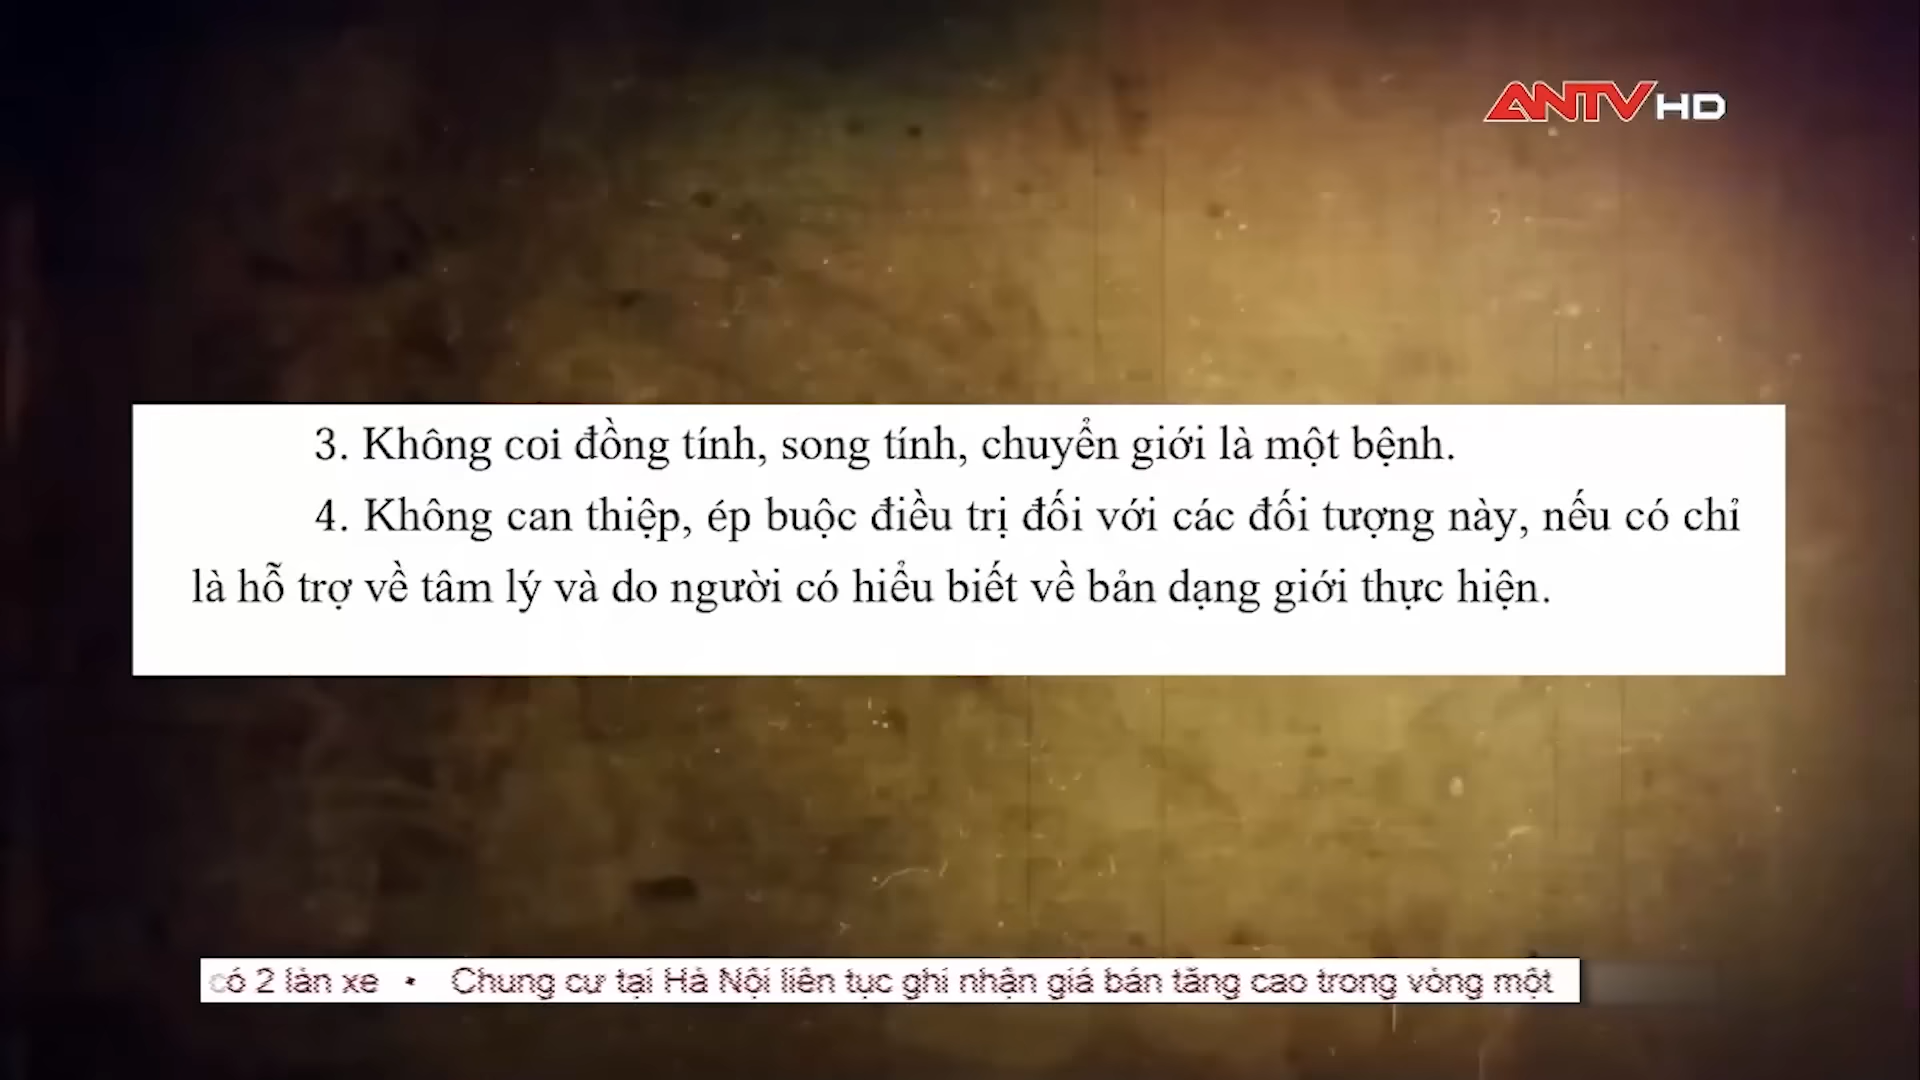 ANTV HD
3. Không coi đồng tính, song tính, chuyển giới là một bệnh.
4. Không can thiệp, ép buộc điều trị đối với các đối tượng này, nếu có chỉ
là hỗ trợ về tâm lý và do người có hiểu biết về bản dạng giới thực hiện.
có 2 làn xe • Chung cư tại Hà Nội liên tục ghi nhận giá bán tăng cao trong vòng một